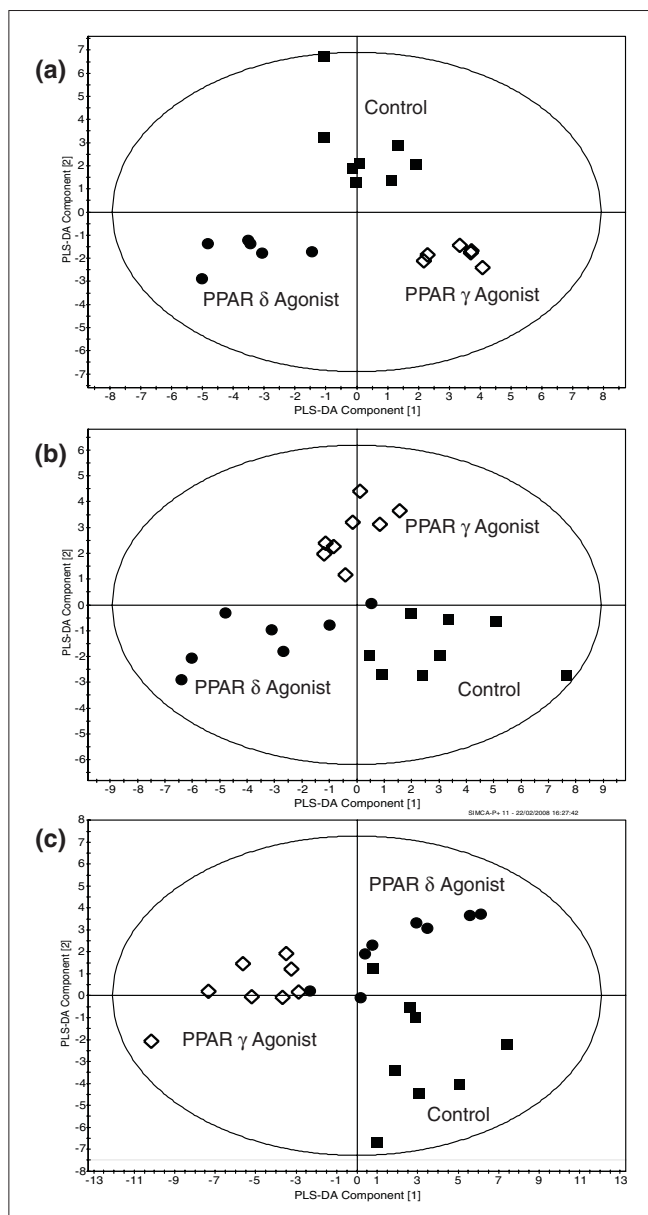 (a)
7
6
5
4
3
2
1
0
-1
-2
-3
-4
-5
-6
-7
PLS-DA Component [2]
Control
PPAR δ Agonist
PPAR γ Agonist
-8 -7 -6 -5 -4 -3 -2 -1 0 1 2 3 4 5 6 7 8
PLS-DA Component [1]
(b)
6
5
4
3
2
1
0
-1
-2
-3
-4
-5
-6
PLS-DA Component [2]
PPAR γ Agonist
PPAR δ Agonist
Control
-9 -8 -7 -6 -5 -4 -3 -2 -1 0 1 2 3 4 5 6 7 8 9
PLS-DA Component [1]
SIMCA-P+ 11 - 22/02/2008 16:27:42
(c)
8
7
6
5
4
3
2
1
0
-1
-2
-3
-4
-5
-6
-7
-8
PLS-DA Component [2]
PPAR δ Agonist
PPAR γ Agonist
Control
-13 -11 -9 -7 -5 -3 -1 0 1 3 5 7 9 11 13
PLS-DA Component [1]